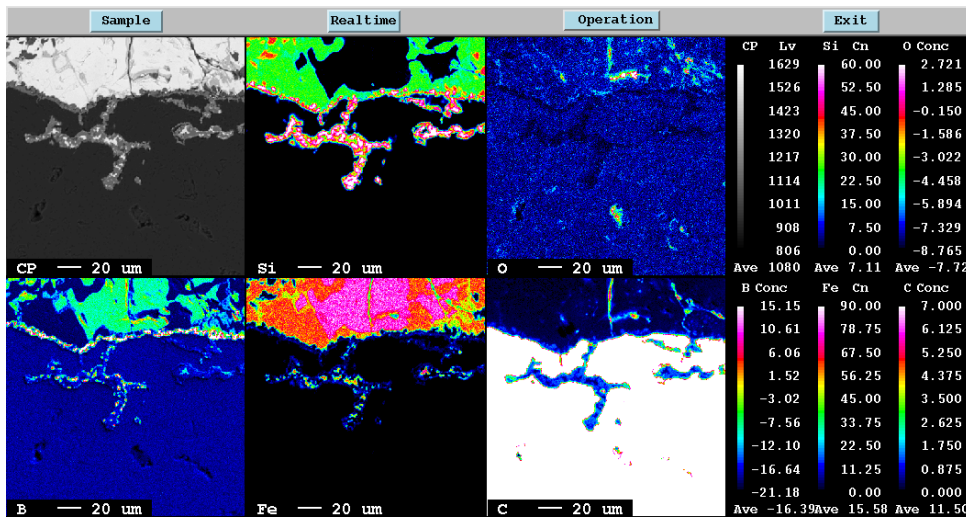 Sample Realtime Operation Exit
CP Lv Si Cn O Conc
1629 60.00 2.721
1526 52.50 1.285
1423 45.00 -0.150
1320 37.50 -1.586
1217 30.00 -3.022
1114 22.50 -4.458
1011 15.00 -5.894
908 7.50 -7.329
806 0.00 -8.765
Ave 1080 Ave 7.11 Ave -7.72
CP 20 um Si 20 um O 20 um
B Conc Fe Cn C Conc
15.15 90.00 7.000
10.61 78.75 6.125
6.06 67.50 5.250
1.52 56.25 4.375
-3.02 45.00 3.500
-7.56 33.75 2.625
-12.10 22.50 1.750
-16.64 11.25 0.875
-21.18 0.00 0.000
Ave -16.39 Ave 15.58 Ave 11.50
B 20 um Fe 20 um C 20 um